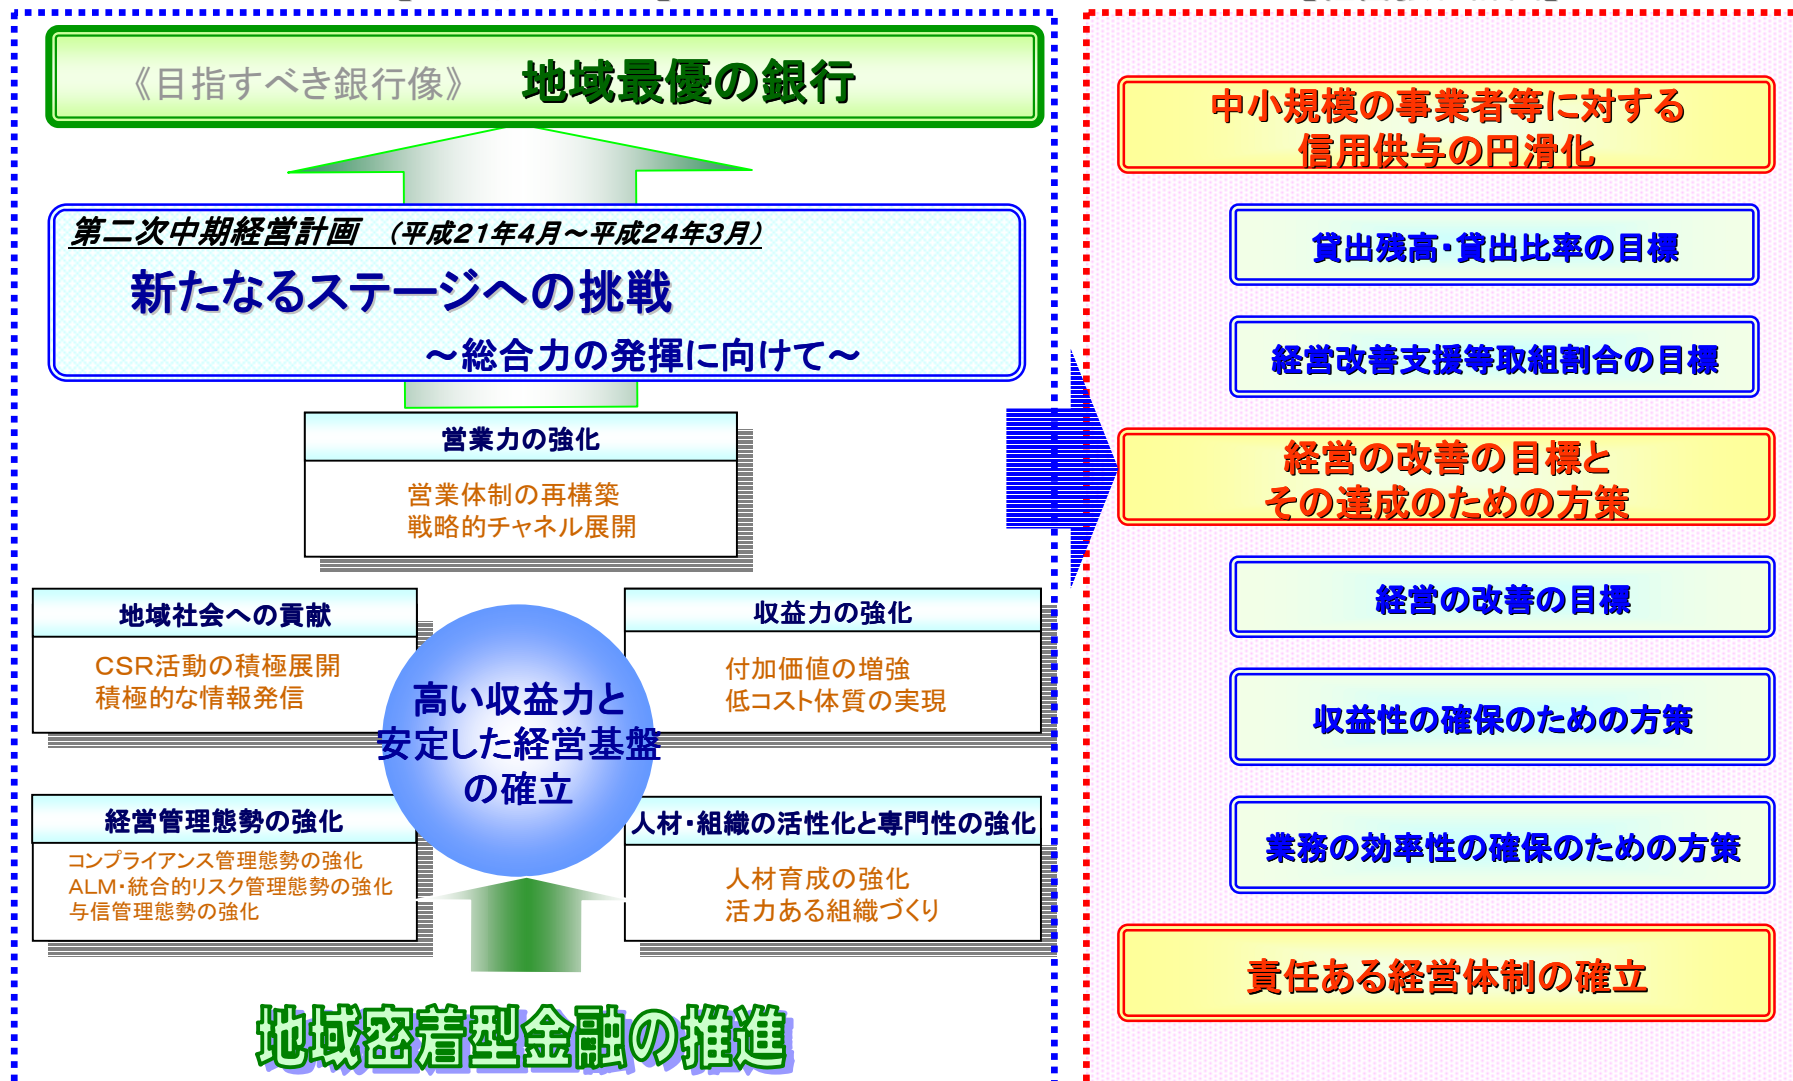 《目指すべき銀行像》 地域最優の銀行
第二次中期経営計画 （平成21年4月～平成24年3月）
新たなるステージへの挑戦
～総合力の発揮に向けて～
営業力の強化
営業体制の再構築
戦略的チャネル展開
地域社会への貢献
CSR活動の積極展開
積極的な情報発信
収益力の強化
付加価値の増強
低コスト体質の実現
高い収益力と
安定した経営基盤
の確立
経営管理態勢の強化
コンプライアンス管理態勢の強化
ALM・統合的リスク管理態勢の強化
与信管理態勢の強化
人材・組織の活性化と専門性の強化
人材育成の強化
活力ある組織づくり
地域密着型金融の推進
中小規模の事業者等に対する
信用供与の円滑化
貸出残高・貸出比率の目標
経営改善支援等取組割合の目標
経営の改善の目標と
その達成のための方策
経営の改善の目標
収益性の確保のための方策
業務の効率性の確保のための方策
責任ある経営体制の確立